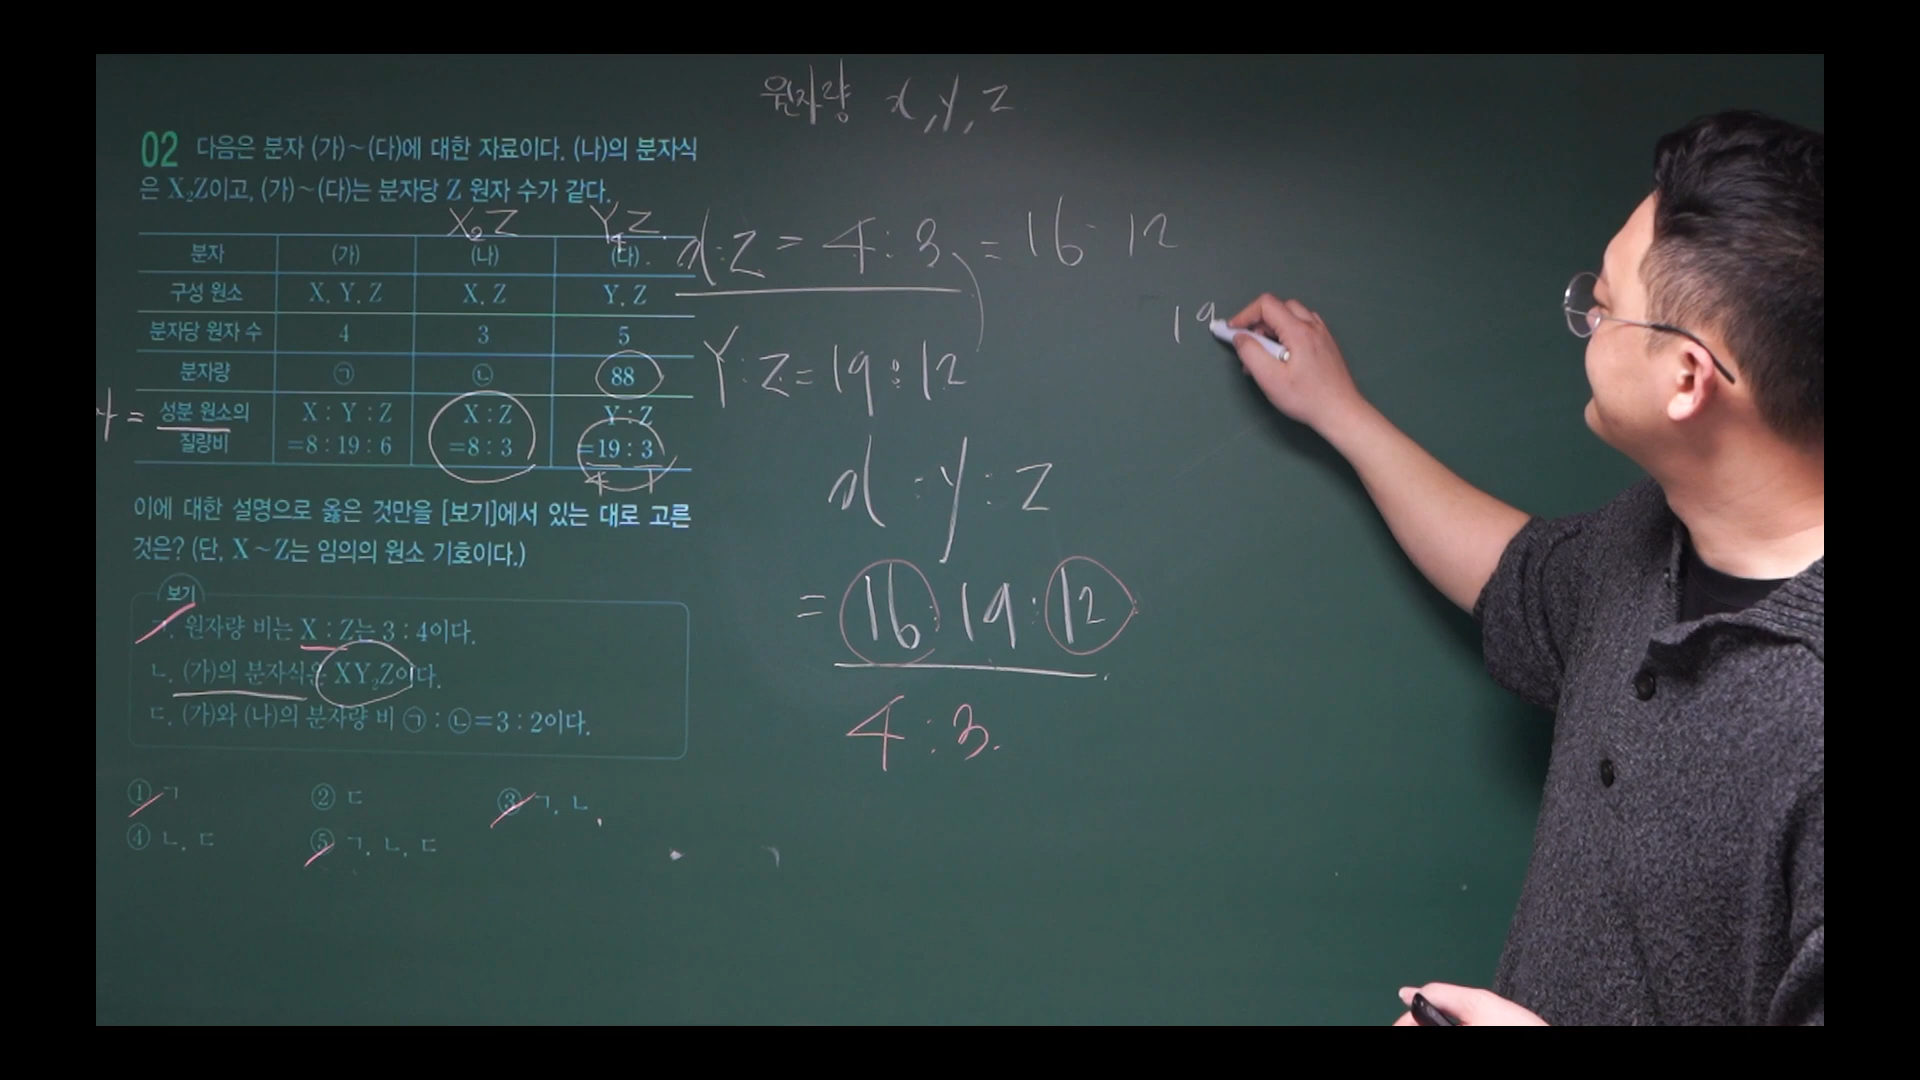 원자량 x, y, z
02 다음은 분자 (가)~(다)에 대한 자료이다. (나)의 분자식
은 X₂Z이고, (가)~(다)는 분자당 Z 원자 수가 같다.
X₂Z Y₄Z
분자 (가) (나) (다)
구성 원소 X, Y, Z X, Z Y, Z
분자당 원자 수 4 3 5
분자량 ㉠ ㉡ 88
성분 원소의 질량비 X : Y : Z =8 : 19 : 6 X : Z =8 : 3 Y : Z =19 : 3
4 1
이에 대한 설명으로 옳은 것만을 [보기]에서 있는 대로 고른
것은? (단, X~Z는 임의의 원소 기호이다.)
보기
ㄱ. 원자량 비는 X : Z는 3 : 4이다.
ㄴ. (가)의 분자식은 XY₂Z이다.
ㄷ. (가)와 (나)의 분자량 비 ㉠ : ㉡=3 : 2이다.
① ㄱ ② ㄷ ③ ㄱ, ㄴ
④ ㄴ, ㄷ ⑤ ㄱ, ㄴ, ㄷ
x : z = 4 : 3 = 16 : 12
19
Y : Z = 19 : 12
x : y : z
= 16 : 19 : 12
4 : 3